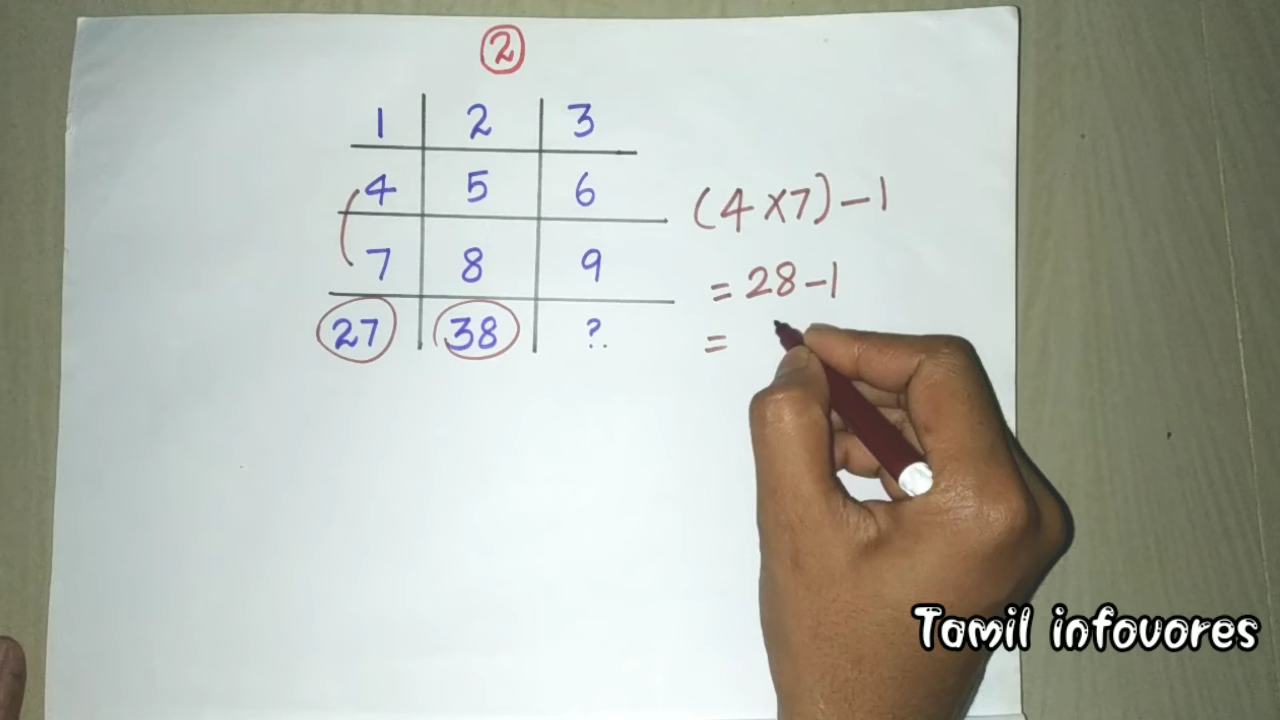 2
1 2 3
4 5 6
7 8 9
27 38 ?
(4×7)-1
=28-1
=
Tamil infovores